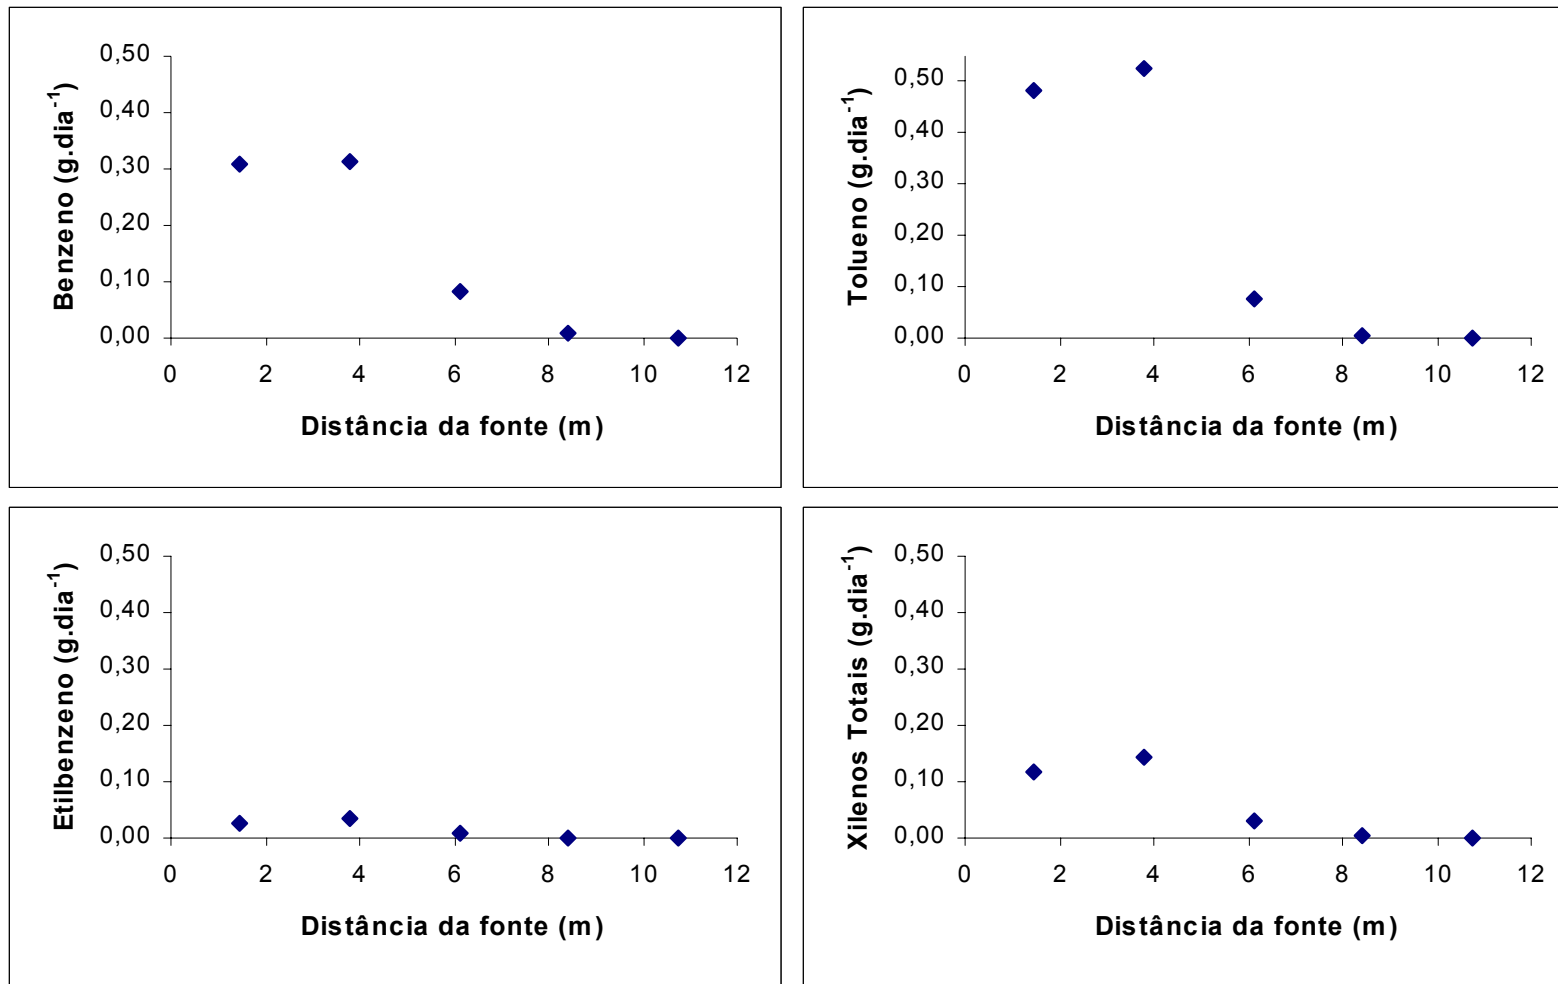 Benzeno (g.dia⁻¹)
0,50
0,40
0,30
0,20
0,10
0,00
0 2 4 6 8 10 12
Distância da fonte (m)
Tolueno (g.dia⁻¹)
0,50
0,40
0,30
0,20
0,10
0,00
0 2 4 6 8 10 12
Distância da fonte (m)
Etilbenzeno (g.dia⁻¹)
0,50
0,40
0,30
0,20
0,10
0,00
0 2 4 6 8 10 12
Distância da fonte (m)
Xilenos Totais (g.dia⁻¹)
0,50
0,40
0,30
0,20
0,10
0,00
0 2 4 6 8 10 12
Distância da fonte (m)